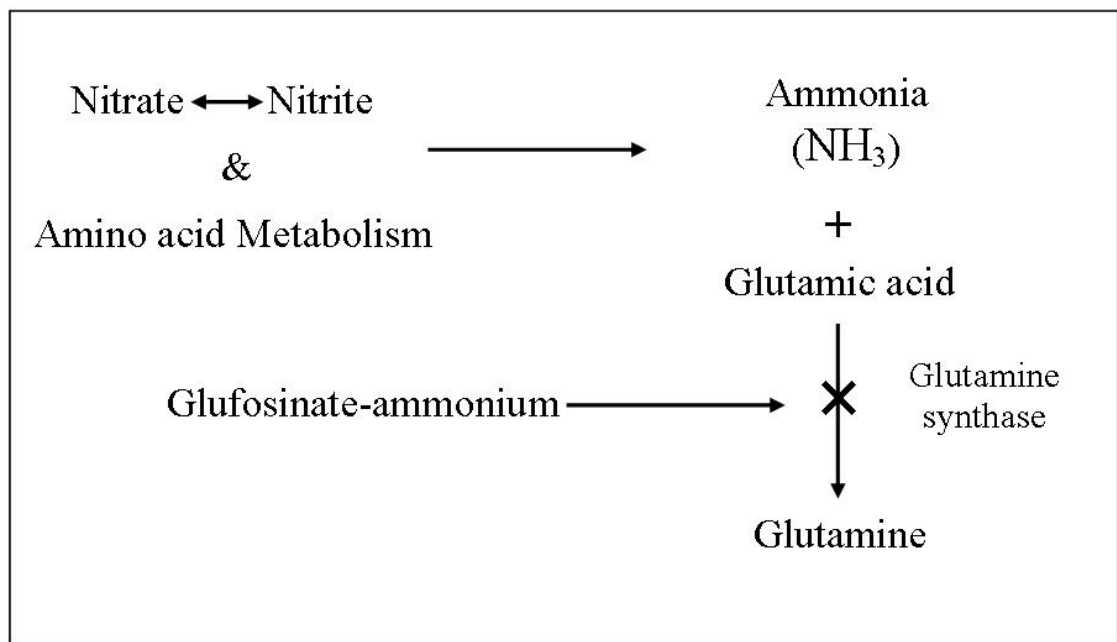 Nitrate ↔ Nitrite
&
Amino acid Metabolism
Ammonia
(NH₃)
+
Glutamic acid
Glufosinate-ammonium
Glutamine
synthase
Glutamine